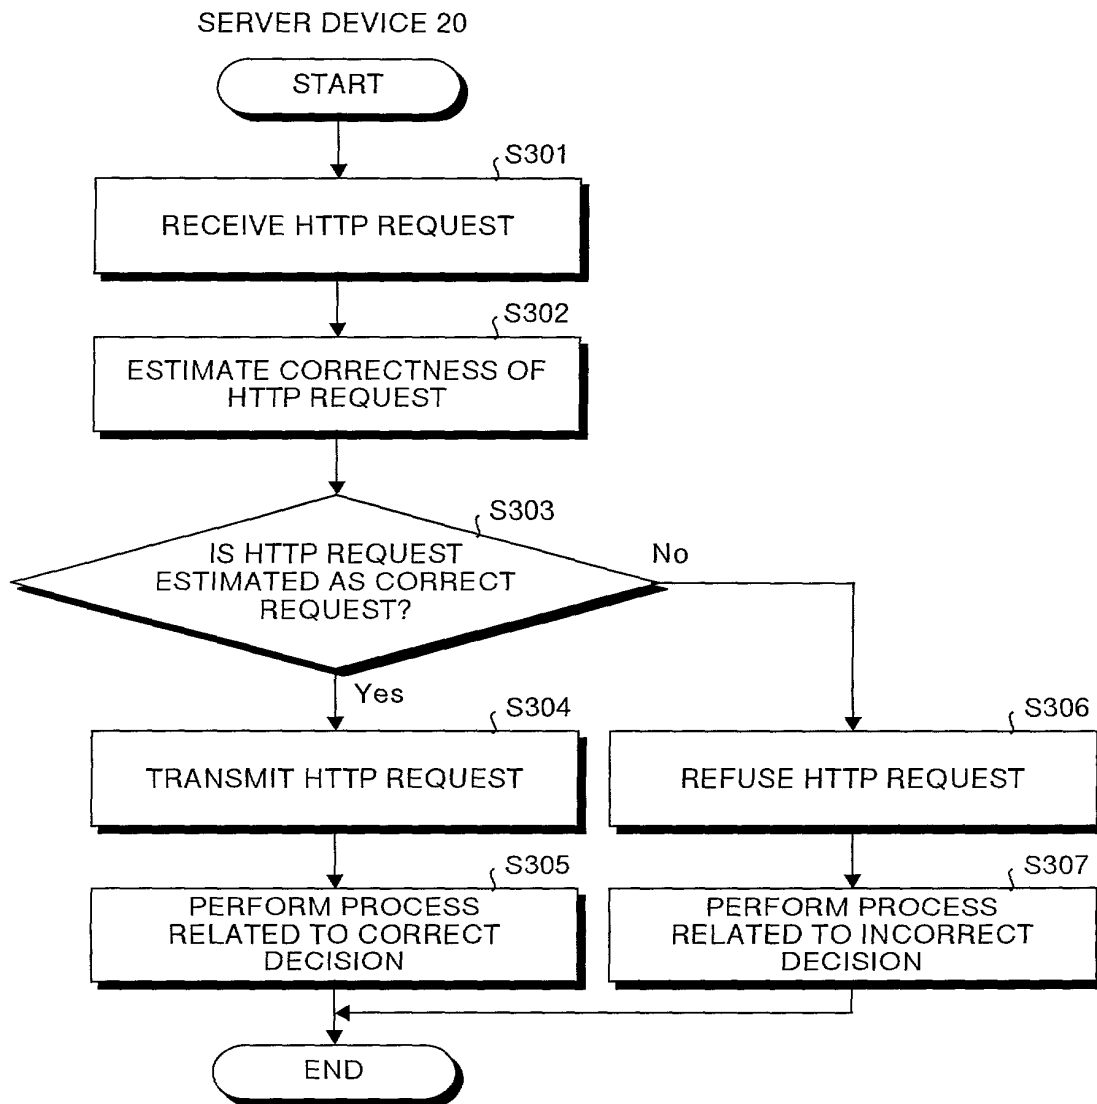 SERVER DEVICE 20
START
S301
RECEIVE HTTP REQUEST
S302
ESTIMATE CORRECTNESS OF
HTTP REQUEST
S303
IS HTTP REQUEST
ESTIMATED AS CORRECT
REQUEST?
No
Yes
S304
TRANSMIT HTTP REQUEST
S306
REFUSE HTTP REQUEST
S305
PERFORM PROCESS
RELATED TO CORRECT
DECISION
S307
PERFORM PROCESS
RELATED TO INCORRECT
DECISION
END